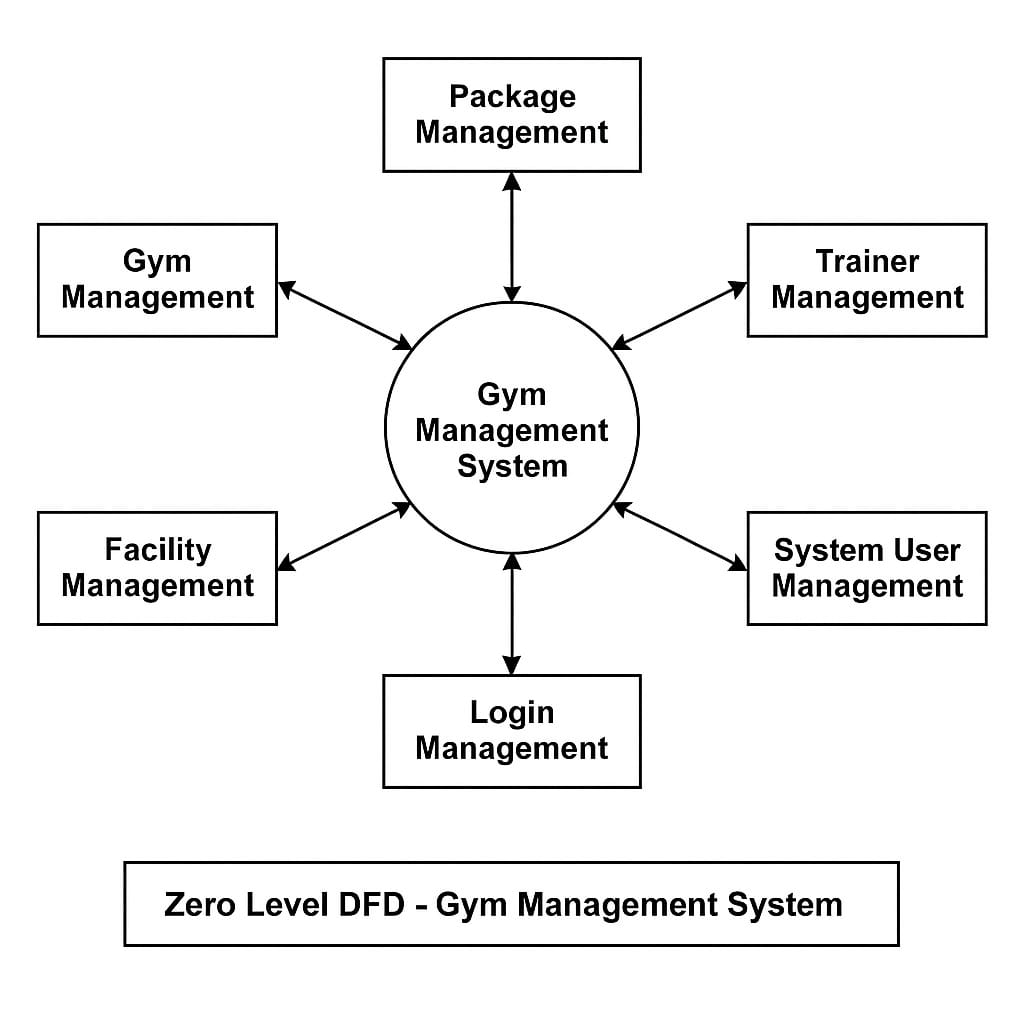 Package
Management
Gym
Management
Trainer
Management
Gym
Management
System
Facility
Management
System User
Management
Login
Management
Zero Level DFD - Gym Management System